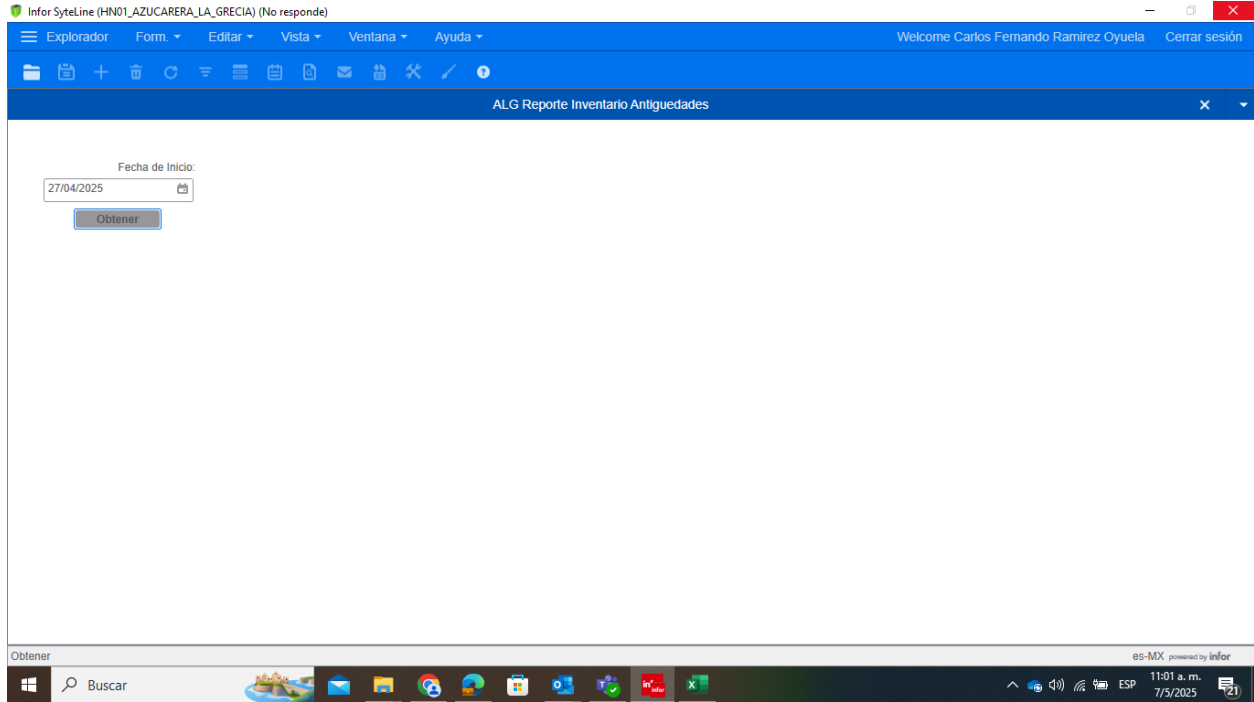 Infor SyteLine (HN01_AZUCARERA_LA_GRECIA) (No responde)
Explorador Form. Editar Vista Ventana Ayuda Welcome Carlos Fernando Ramirez Oyuela Cerrar sesión
ALG Reporte Inventario Antiguedades
Fecha de Inicio:
27/04/2025
Obtener
Obtener es-MX powered by infor
Buscar ESP 11:01 a. m.
7/5/2025 21